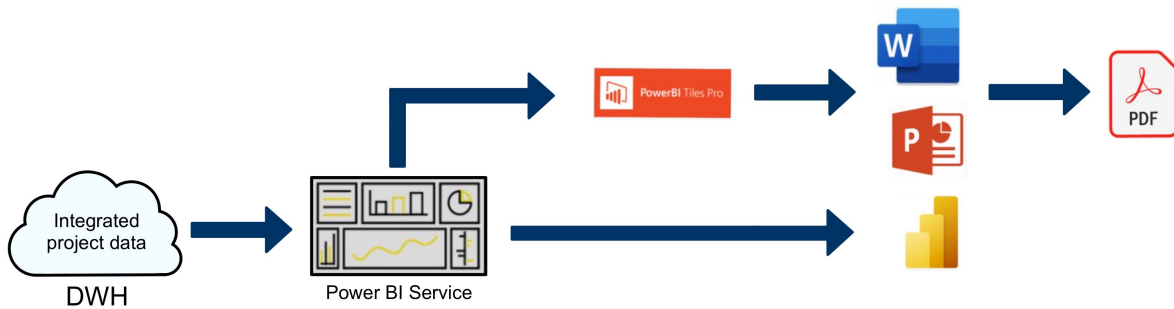 W
PowerBI Tiles Pro
PDF
P
Integrated
project data
DWH
Power BI Service